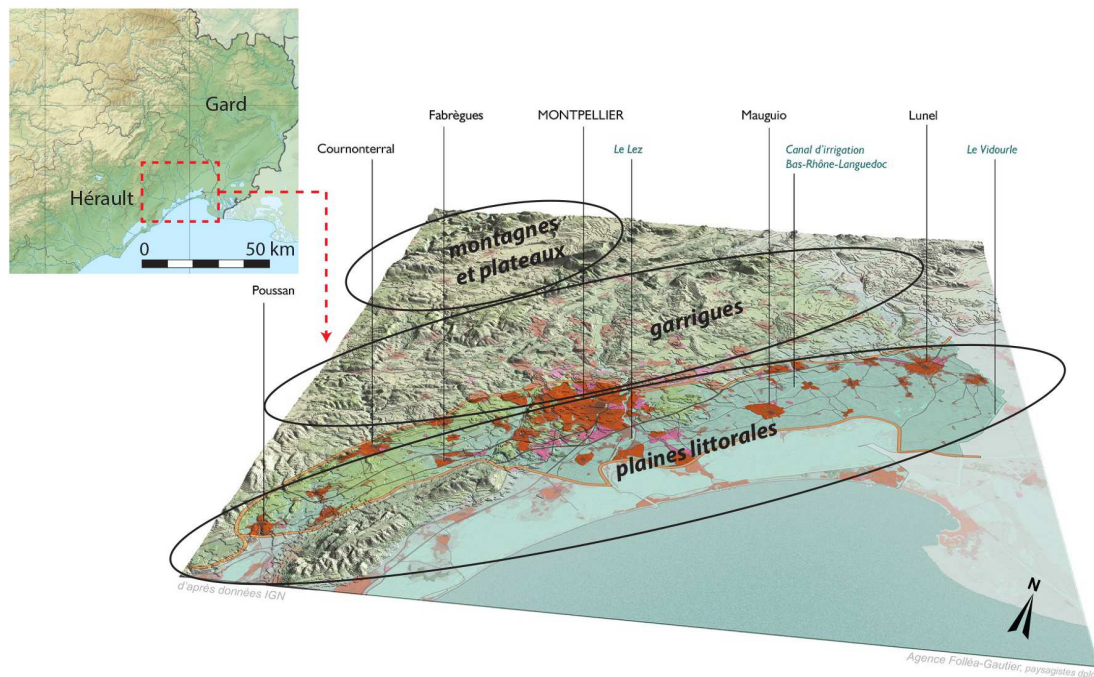 Gard
Hérault
0 50 km
Fabrègues
MONTPELLIER
Mauguio
Lunel
Cournonterral
Le Lez
Canal d'irrigation
Bas-Rhône-Languedoc
Le Vidourle
Poussan
montagnes
et plateaux
garrigues
plaines littorales
d'après données IGN
N
Agence Folléa-Gautier, paysagistes